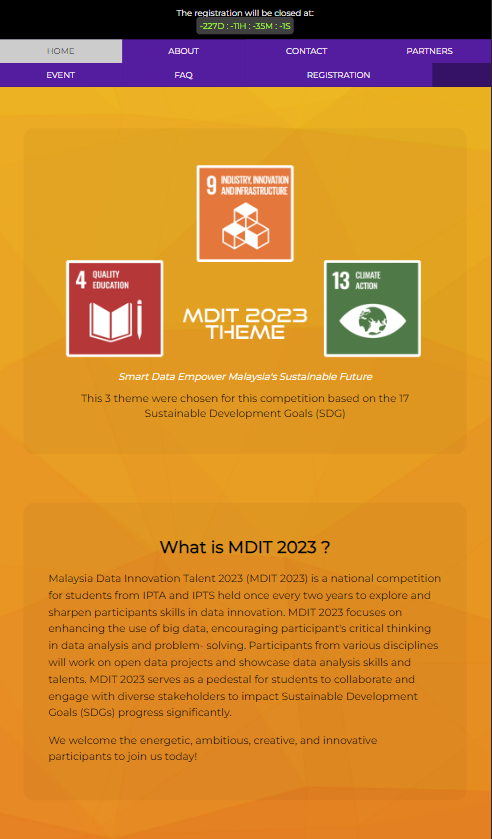 The registration will be closed at:
-227D : -11H : -35M : -1S
HOME ABOUT CONTACT PARTNERS
EVENT FAQ REGISTRATION
9 INDUSTRY, INNOVATION
AND INFRASTRUCTURE
4 QUALITY
EDUCATION
13 CLIMATE
ACTION
MDIT 2023
THEME
Smart Data Empower Malaysia's Sustainable Future
This 3 theme were chosen for this competition based on the 17
Sustainable Development Goals (SDG)
What is MDIT 2023 ?
Malaysia Data Innovation Talent 2023 (MDIT 2023) is a national competition
for students from IPTA and IPTS held once every two years to explore and
sharpen participants skills in data innovation. MDIT 2023 focuses on
enhancing the use of big data, encouraging participant's critical thinking
in data analysis and problem- solving. Participants from various disciplines
will work on open data projects and showcase data analysis skills and
talents. MDIT 2023 serves as a pedestal for students to collaborate and
engage with diverse stakeholders to impact Sustainable Development
Goals (SDGs) progress significantly.
We welcome the energetic, ambitious, creative, and innovative
participants to join us today!